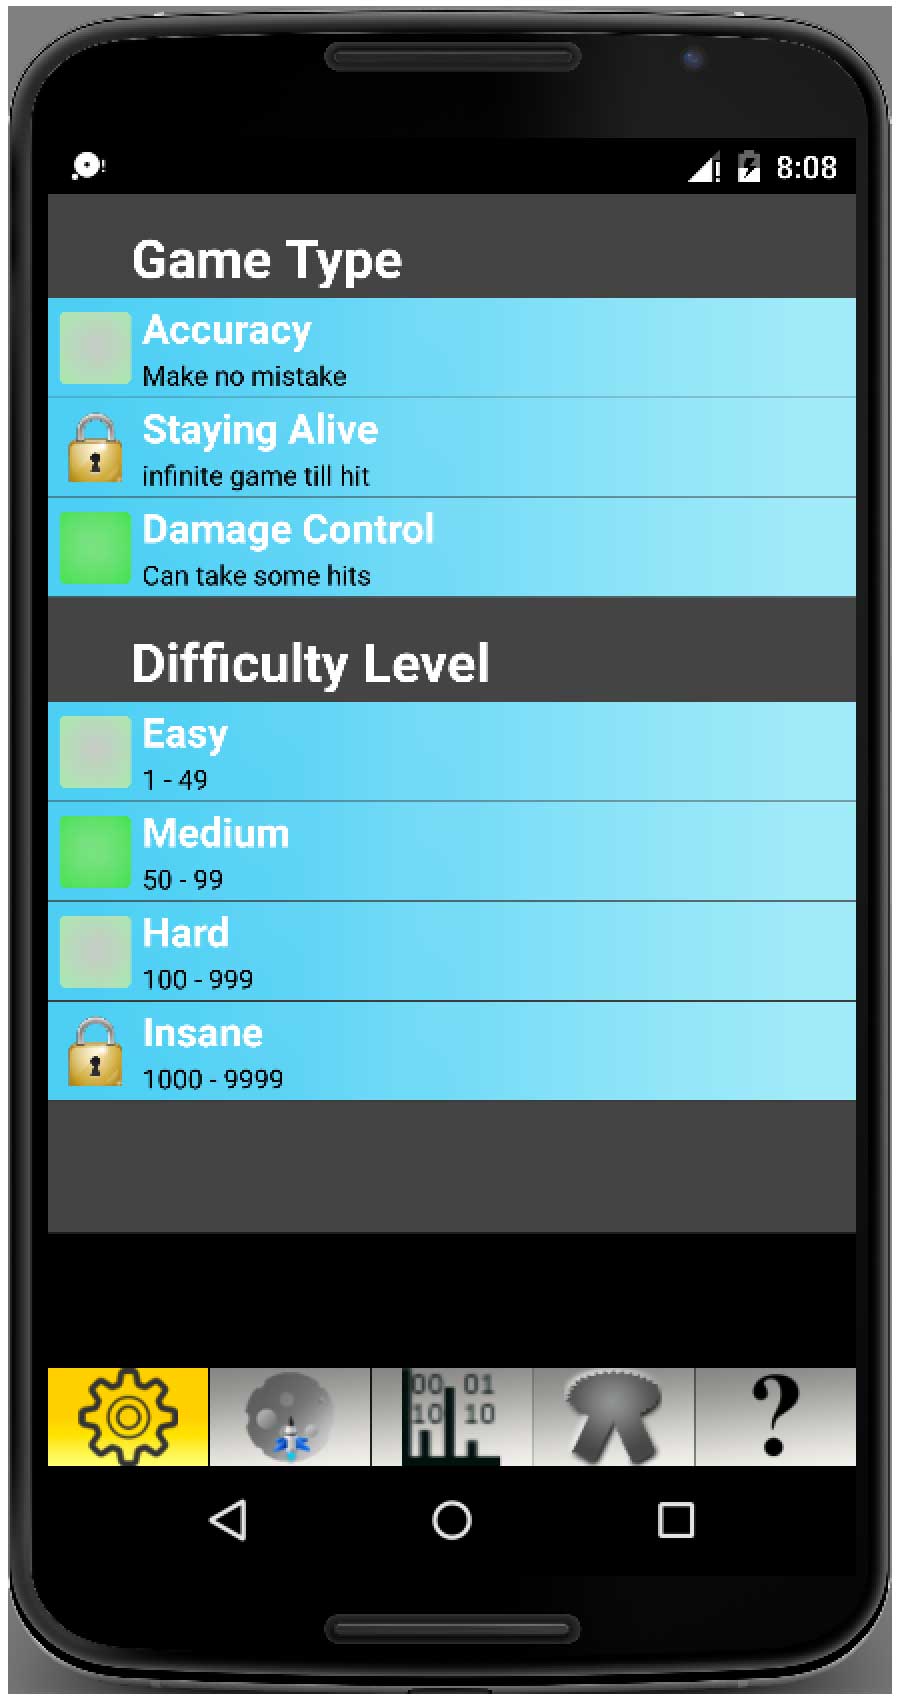 8:08
Game Type
Accuracy
Make no mistake
Staying Alive
infinite game till hit
Damage Control
Can take some hits
Difficulty Level
Easy
1 - 49
Medium
50 - 99
Hard
100 - 999
Insane
1000 - 9999
00 01
10 10
?